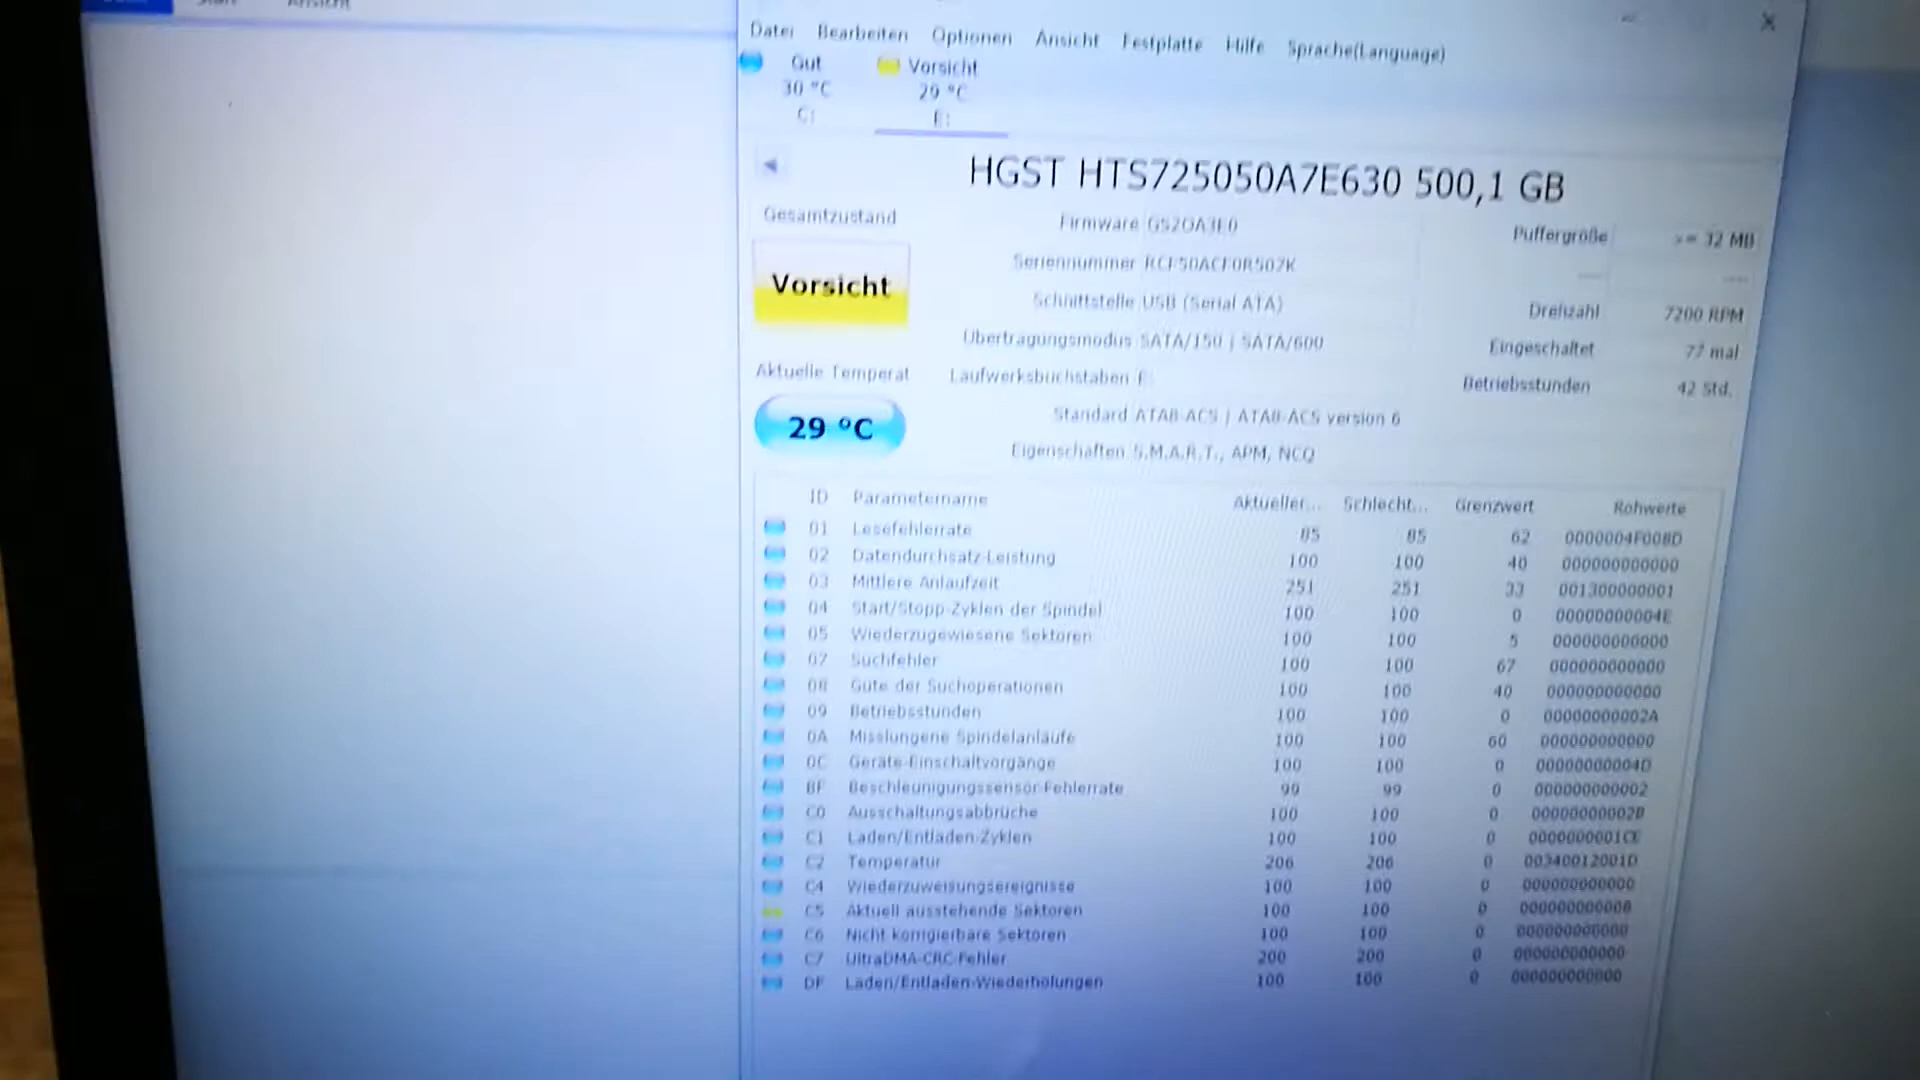 Ansicht
Datei Bearbeiten Optionen Ansicht Festplatte Hilfe Sprache(Language)
Gut Vorsicht
30 °C 29 °C
C: E:
HGST HTS725050A7E630 500,1 GB
Gesamtzustand
Vorsicht
Aktuelle Temperat
29 °C
Firmware
Seriennummer
Schnittstelle USB (Serial ATA)
Übertragungsmodus SATA/150 | SATA/600
Laufwerksbuchstaben E:
Standard ATA8-ACS | ATA8-ACS version 6
Eigenschaften S.M.A.R.T., APM, NCQ
Puffergröße >= 32 MB
---- ----
Drehzahl 7200 RPM
Eingeschaltet 77 mal
Betriebsstunden 42 Std.
ID Parametername Aktueller... Schlecht... Grenzwert Rohwerte
01 Lesefehlerrate 85 85 62 0000004F008D
02 Datendurchsatz-Leistung 100 100 40 000000000000
03 Mittlere Anlaufzeit 251 251 33 001300000001
04 Start/Stopp-Zyklen der Spindel 100 100 0 00000000004E
05 Wiederzugewiesene Sektoren 100 100 5 000000000000
07 Suchfehler 100 100 67 000000000000
08 Güte der Suchoperationen 100 100 40 000000000000
09 Betriebsstunden 100 100 0 00000000002A
0A Misslungene Spindelanläufe 100 100 60 000000000000
0C Geräte-Einschaltvorgänge 100 100 0 00000000004D
BF Beschleunigungssensor-Fehlerrate 99 99 0 000000000002
C0 Ausschaltungsabbrüche 100 100 0
C1 Laden/Entladen-Zyklen 100 100 0 0000000001CE
C2 Temperatur 206 206 0 00340012001D
C4 Wiederzuweisungsereignisse 100 100 0 000000000000
C5 Aktuell ausstehende Sektoren 100 100 0 000000000008
C6 Nicht korrigierbare Sektoren 100 100 0 000000000000
C7 UltraDMA-CRC-Fehler 200 200 0 000000000000
DF Laden/Entladen-Wiederholungen 100 100 0 000000000000